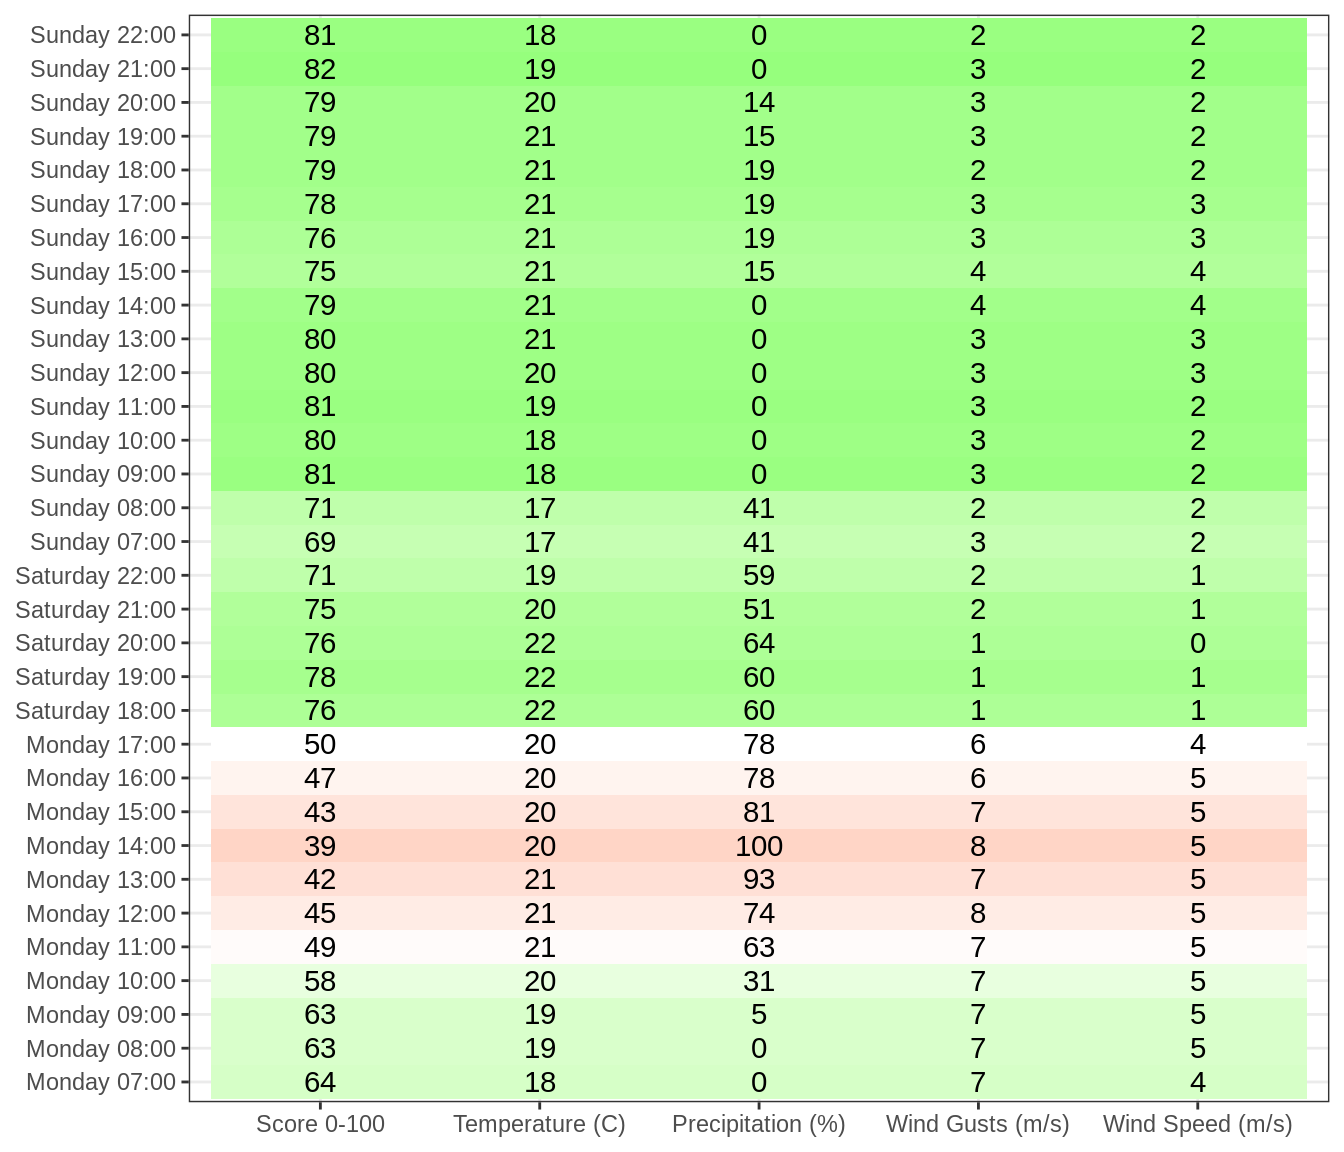 Sunday 22:00 81 18 0 2 2
Sunday 21:00 82 19 0 3 2
Sunday 20:00 79 20 14 3 2
Sunday 19:00 79 21 15 3 2
Sunday 18:00 79 21 19 2 2
Sunday 17:00 78 21 19 3 3
Sunday 16:00 76 21 19 3 3
Sunday 15:00 75 21 15 4 4
Sunday 14:00 79 21 0 4 4
Sunday 13:00 80 21 0 3 3
Sunday 12:00 80 20 0 3 3
Sunday 11:00 81 19 0 3 2
Sunday 10:00 80 18 0 3 2
Sunday 09:00 81 18 0 3 2
Sunday 08:00 71 17 41 2 2
Sunday 07:00 69 17 41 3 2
Saturday 22:00 71 19 59 2 1
Saturday 21:00 75 20 51 2 1
Saturday 20:00 76 22 64 1 0
Saturday 19:00 78 22 60 1 1
Saturday 18:00 76 22 60 1 1
Monday 17:00 50 20 78 6 4
Monday 16:00 47 20 78 6 5
Monday 15:00 43 20 81 7 5
Monday 14:00 39 20 100 8 5
Monday 13:00 42 21 93 7 5
Monday 12:00 45 21 74 8 5
Monday 11:00 49 21 63 7 5
Monday 10:00 58 20 31 7 5
Monday 09:00 63 19 5 7 5
Monday 08:00 63 19 0 7 5
Monday 07:00 64 18 0 7 4
Score 0-100 Temperature (C) Precipitation (%) Wind Gusts (m/s) Wind Speed (m/s)